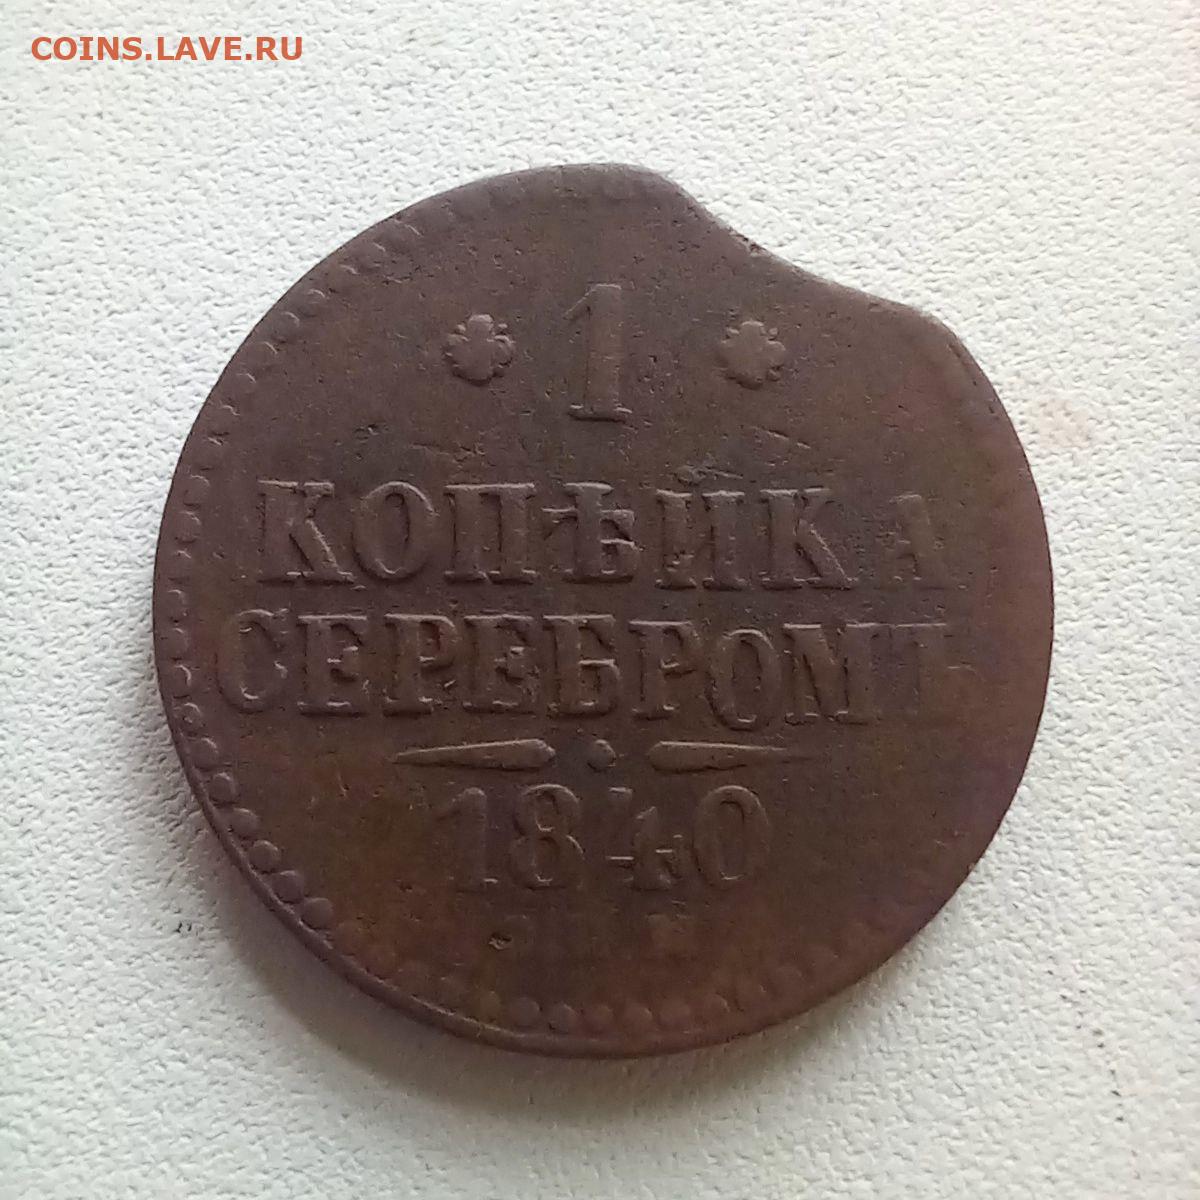 COINS.LAVE.RU
1
КОПѢЙКА
СЕРЕБРОМЪ
1840